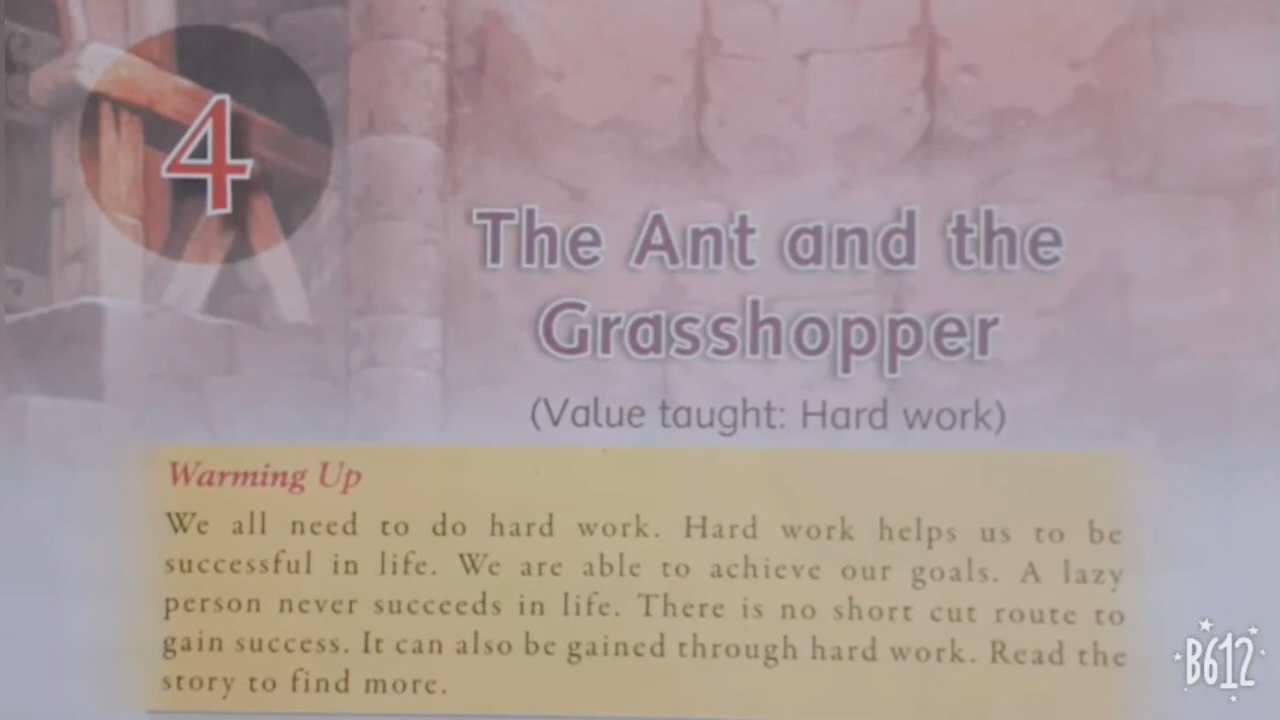 4
The Ant and the
Grasshopper
(Value taught: Hard work)
Warming Up
We all need to do hard work. Hard work helps us to be
successful in life. We are able to achieve our goals. A lazy
person never succeeds in life. There is no short cut route to
gain success. It can also be gained through hard work. Read the
story to find more.
B612